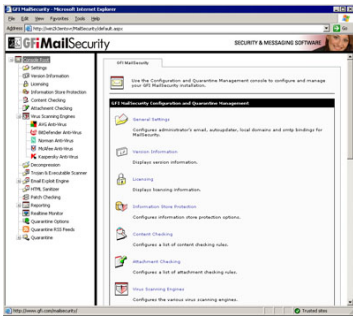 GFI MailSecurity - Microsoft Internet Explorer
File Edit View Favorites Tools Help
Address
GFi MailSecurity
SECURITY & MESSAGING SOFTWARE
Console Root
Settings
Version Information
Licensing
Information Store Protection
Content Checking
Attachment Checking
Virus Scanning Engines
AVG Anti-Virus
BitDefender Anti-Virus
Norman Anti-Virus
McAfee Anti-Virus
Kaspersky Anti-Virus
Decompression
Trojan & Executable Scanner
Email Exploit Engine
HTML Sanitizer
Patch Checking
Reporting
Realtime Monitor
Quarantine Options
Quarantine RSS Feeds
Quarantine
GFI MailSecurity
Use the Configuration and Quarantine Management console to configure and manage
your GFI MailSecurity installation.
GFI MailSecurity Configuration and Quarantine Management
General Settings
Configures administrator's email, autoupdater, local domains and smtp bindings for
MailSecurity.
Version Information
Displays version information.
Licensing
Displays licensing information.
Information Store Protection
Configures information store protection options.
Content Checking
Configures a list of content checking rules.
Attachment Checking
Configures a list of attachment checking rules.
Virus Scanning Engines
Configures the various virus scanning engines.
http://www.gfi.com/mailsecurity/
Trusted sites